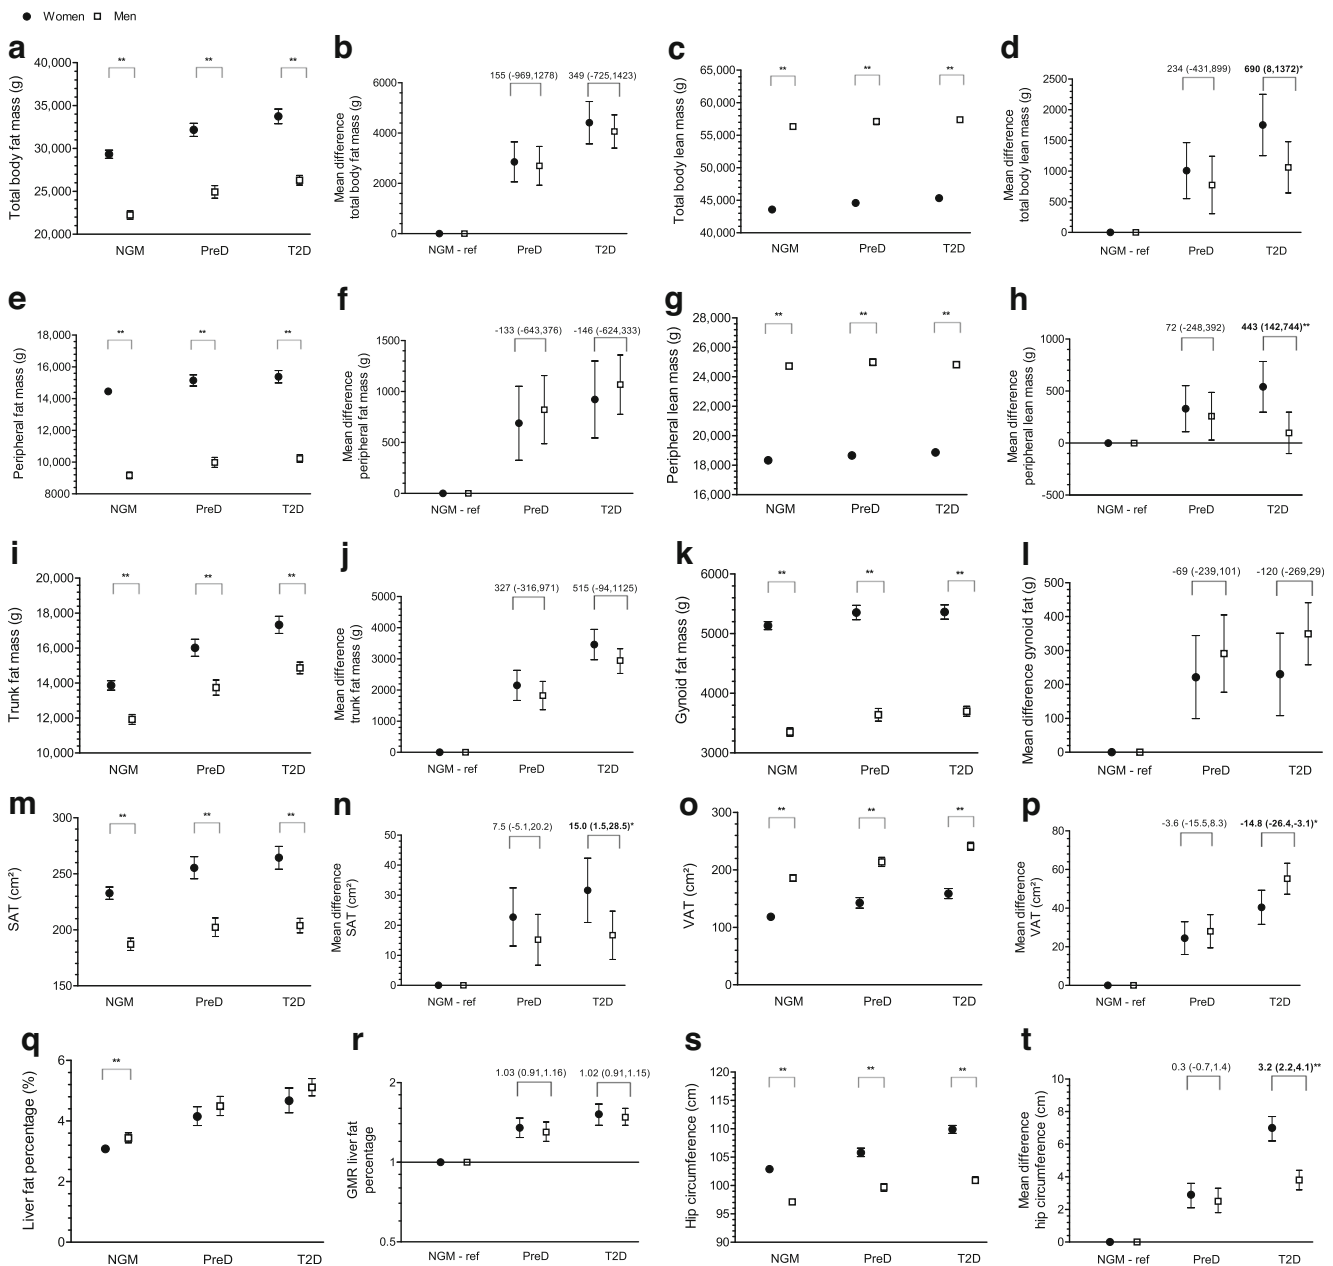 Women Men
a
**
**
**
Total body fat mass (g)
40,000
35,000
30,000
25,000
20,000
NGM PreD T2D
b
155 (-969,1278) 349 (-725,1423)
Mean difference
total body fat mass (g)
6000
4000
2000
0
NGM - ref PreD T2D
c
**
**
**
Total body lean mass (g)
65,000
60,000
55,000
50,000
45,000
40,000
NGM PreD T2D
d
234 (-431,899) 690 (8,1372)*
Mean difference
total body lean mass (g)
2500
2000
1500
1000
500
0
NGM - ref PreD T2D
e
**
**
**
Peripheral fat mass (g)
18,000
16,000
14,000
12,000
10,000
8000
NGM PreD T2D
f
-133 (-643,376) -146 (-624,333)
Mean difference
peripheral fat mass (g)
1500
1000
500
0
NGM - ref PreD T2D
g
**
**
**
Peripheral lean mass (g)
28,000
26,000
24,000
22,000
20,000
18,000
16,000
NGM PreD T2D
h
72 (-248,392) 443 (142,744)**
Mean difference
peripheral lean mass (g)
1000
500
0
-500
NGM - ref PreD T2D
i
**
**
**
Trunk fat mass (g)
20,000
18,000
16,000
14,000
12,000
10,000
NGM PreD T2D
j
327 (-316,971) 515 (-94,1125)
Mean difference
trunk fat mass (g)
5000
4000
3000
2000
1000
0
NGM - ref PreD T2D
k
**
**
**
Gynoid fat mass (g)
6000
5000
4000
3000
NGM PreD T2D
l
-69 (-239,101) -120 (-269,29)
Mean difference gynoid fat (g)
500
400
300
200
100
0
NGM - ref PreD T2D
m
**
**
**
SAT (cm²)
300
250
200
150
NGM PreD T2D
n
7.5 (-5.1,20.2) 15.0 (1.5,28.5)*
Mean difference
SAT (cm²)
50
40
30
20
10
0
NGM - ref PreD T2D
o
**
**
**
VAT (cm²)
300
200
100
0
NGM PreD T2D
p
-3.6 (-15.5,8.3) -14.8 (-26.4,-3.1)*
Mean difference
VAT (cm²)
80
60
40
20
0
NGM - ref PreD T2D
q
**
Liver fat percentage (%)
6
4
2
0
NGM PreD T2D
r
1.03 (0.91,1.16) 1.02 (0.91,1.15)
GMR liver fat
percentage
2
1
0.5
NGM - ref PreD T2D
s
**
**
**
Hip circumference (cm)
120
115
110
105
100
95
90
NGM PreD T2D
t
0.3 (-0.7,1.4) 3.2 (2.2,4.1)**
Mean difference
hip circumference (cm)
10
8
6
4
2
0
NGM - ref PreD T2D